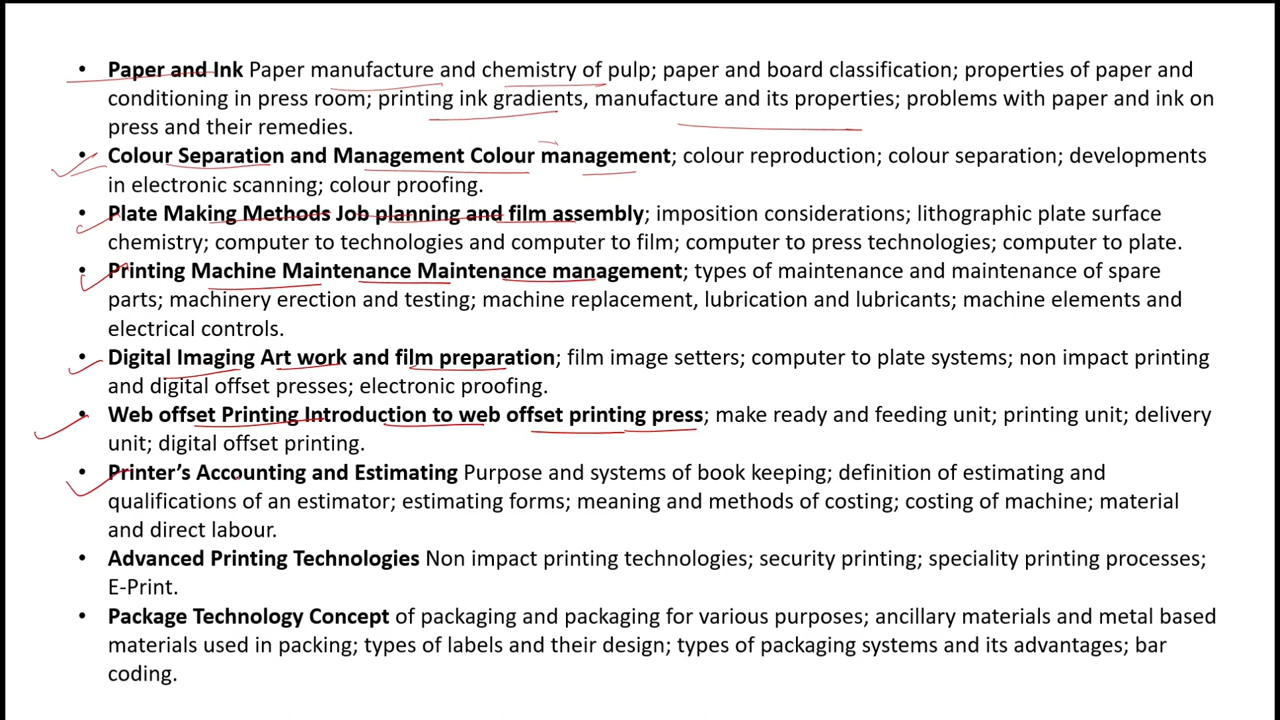 • Paper and Ink Paper manufacture and chemistry of pulp; paper and board classification; properties of paper and
conditioning in press room; printing ink gradients, manufacture and its properties; problems with paper and ink on
press and their remedies.
• Colour Separation and Management Colour management; colour reproduction; colour separation; developments
in electronic scanning; colour proofing.
• Plate Making Methods Job planning and film assembly; imposition considerations; lithographic plate surface
chemistry; computer to technologies and computer to film; computer to press technologies; computer to plate.
• Printing Machine Maintenance Maintenance management; types of maintenance and maintenance of spare
parts; machinery erection and testing; machine replacement, lubrication and lubricants; machine elements and
electrical controls.
• Digital Imaging Art work and film preparation; film image setters; computer to plate systems; non impact printing
and digital offset presses; electronic proofing.
• Web offset Printing Introduction to web offset printing press; make ready and feeding unit; printing unit; delivery
unit; digital offset printing.
• Printer’s Accounting and Estimating Purpose and systems of book keeping; definition of estimating and
qualifications of an estimator; estimating forms; meaning and methods of costing; costing of machine; material
and direct labour.
• Advanced Printing Technologies Non impact printing technologies; security printing; speciality printing processes;
E-Print.
• Package Technology Concept of packaging and packaging for various purposes; ancillary materials and metal based
materials used in packing; types of labels and their design; types of packaging systems and its advantages; bar
coding.